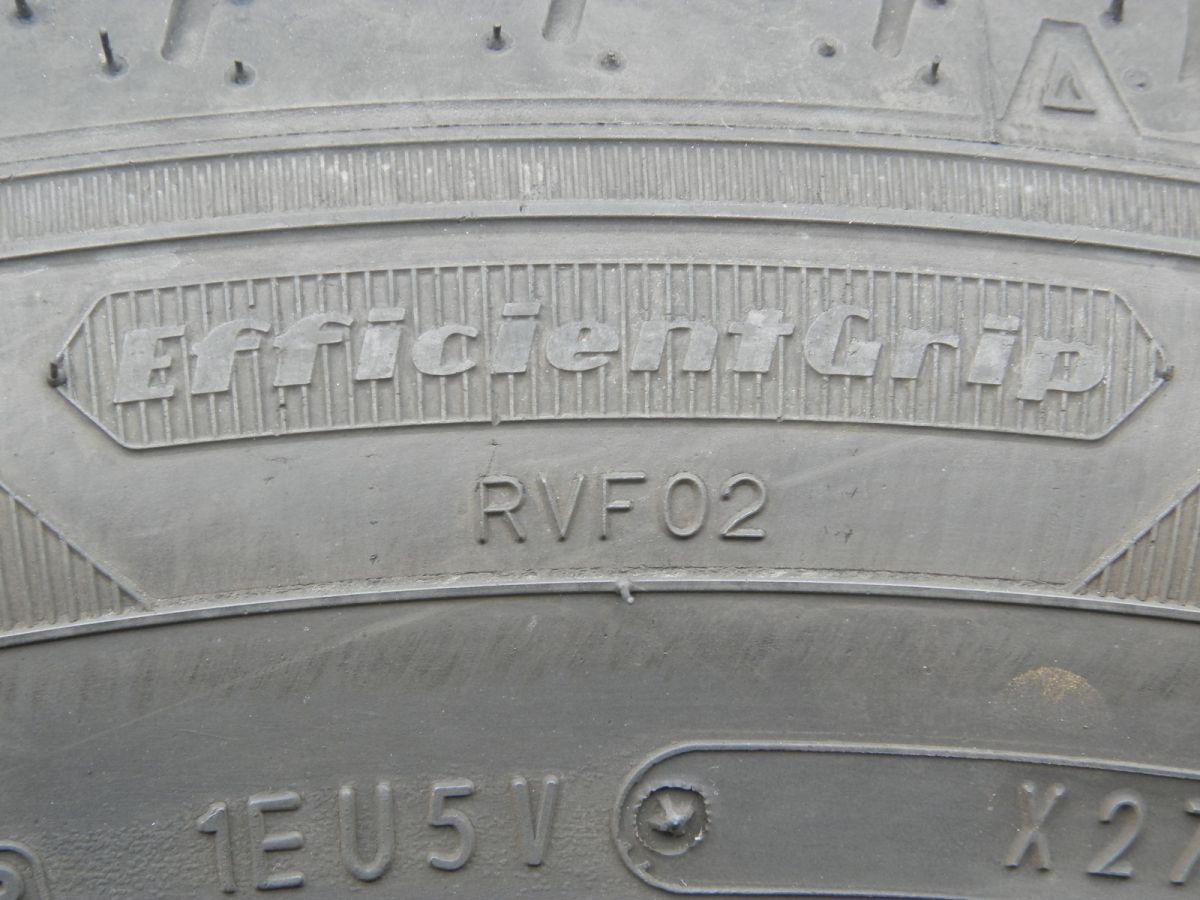 EfficientGrip
RVF02
1EU5V
X27